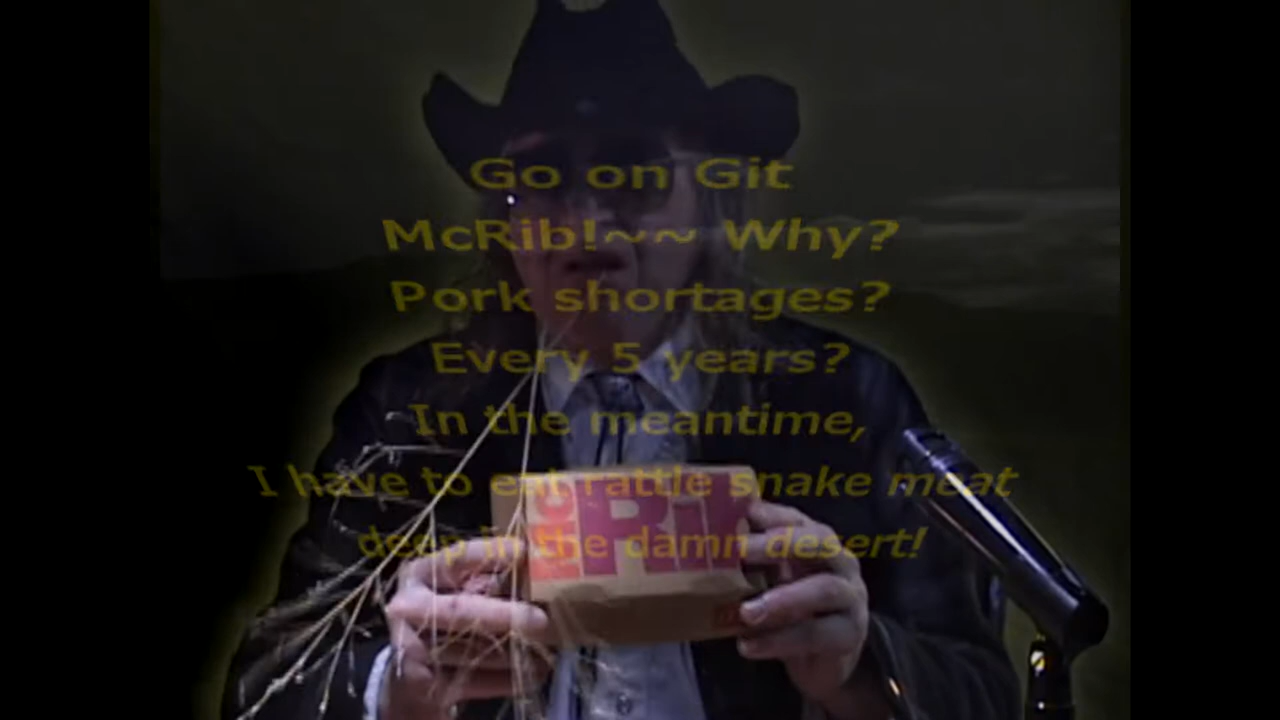 Go on Git
McRib!~~ Why?
Pork shortages?
Every 5 years?
In the meantime,
I have to eat rattle snake meat
deep in the damn desert!
McRib